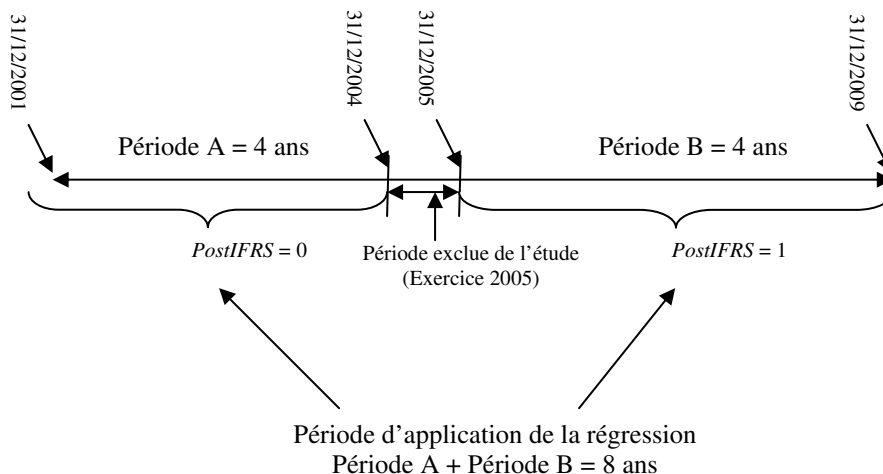 31/12/2001
31/12/2004
31/12/2005
31/12/2009
Période A = 4 ans
Période B = 4 ans
PostIFRS = 0
Période exclue de l’étude
(Exercice 2005)
PostIFRS = 1
Période d’application de la régression
Période A + Période B = 8 ans